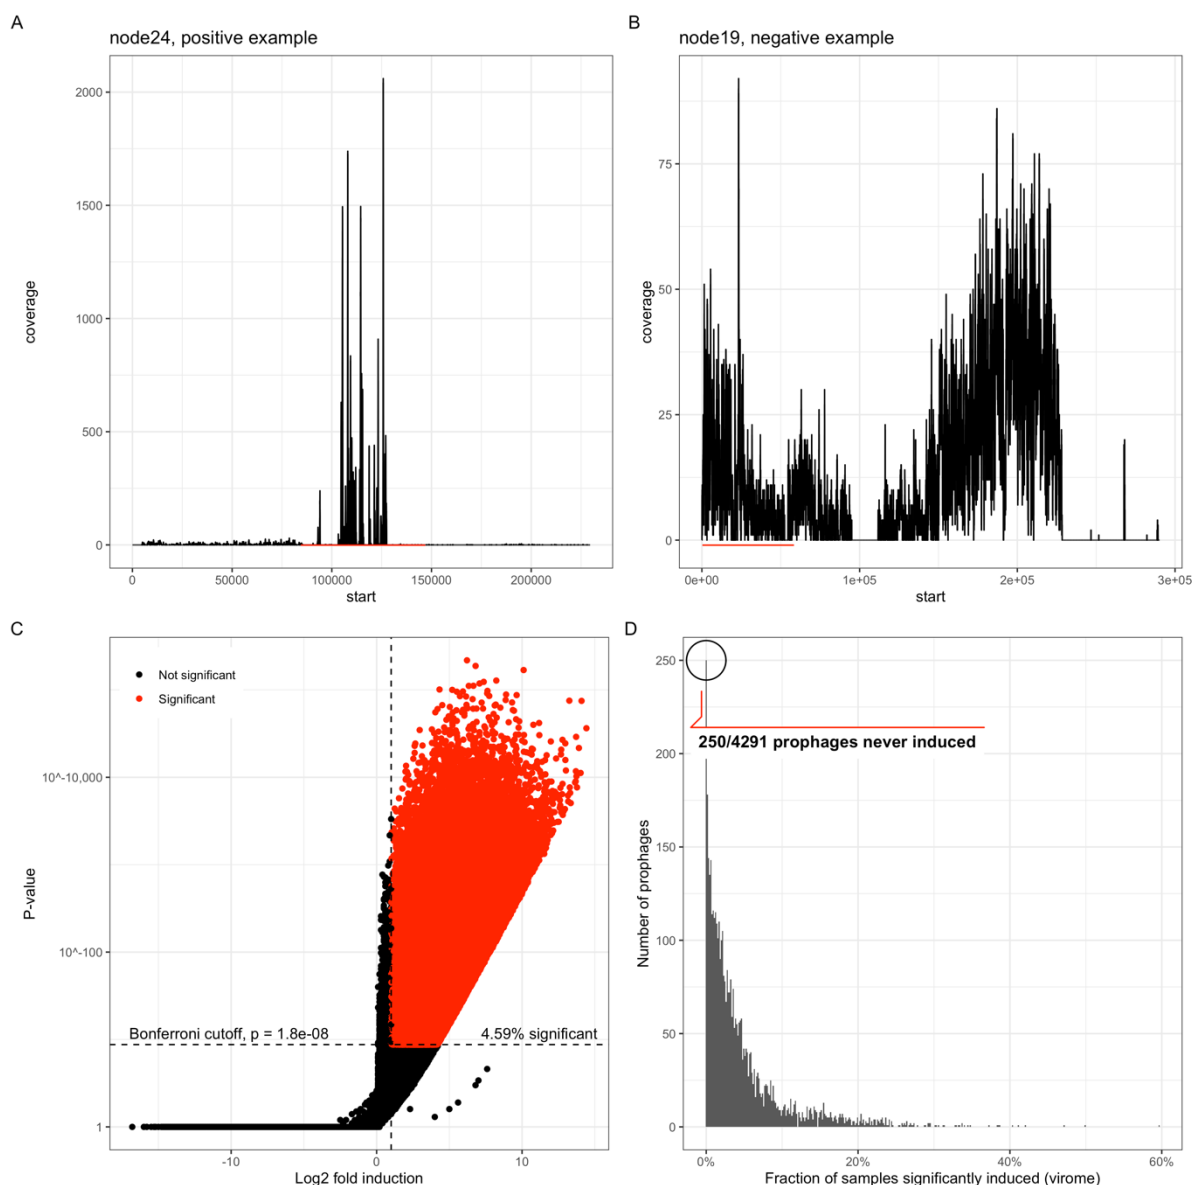 A
node24, positive example
2000
1500
1000
500
0
coverage
0
50000
100000
150000
200000
start
B
node19, negative example
75
50
25
0
coverage
0e+00
1e+05
2e+05
3e+05
start
C
Not significant
Significant
10^-10,000
10^-100
1
P-value
Bonferroni cutoff, p = 1.8e-08
4.59% significant
-10
0
10
Log2 fold induction
D
250
250/4291 prophages never induced
200
150
100
50
0
Number of prophages
0%
20%
40%
60%
Fraction of samples significantly induced (virome)